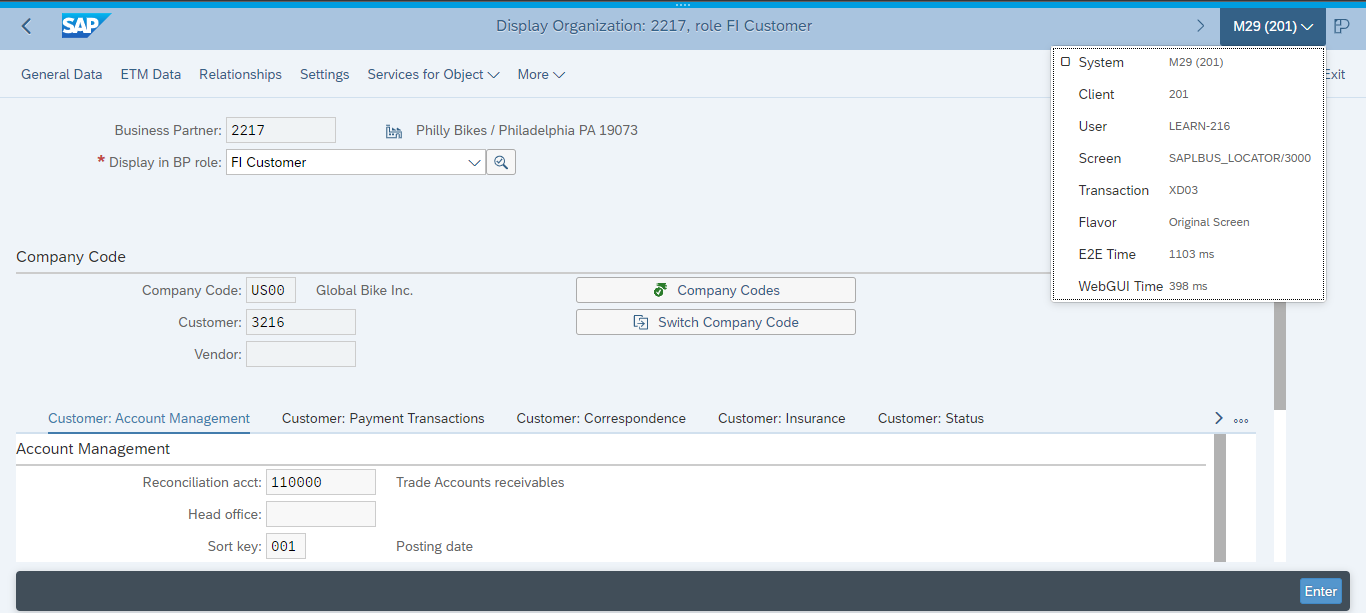 SAP Display Organization: 2217, role FI Customer M29 (201)
General Data ETM Data Relationships Settings Services for Object More Exit
System M29 (201)
Client 201
User LEARN-216
Screen SAPLBUS_LOCATOR/3000
Transaction XD03
Flavor Original Screen
E2E Time 1103 ms
WebGUI Time 398 ms
Business Partner: 2217 Philly Bikes / Philadelphia PA 19073
* Display in BP role: FI Customer
Company Code
Company Code: US00 Global Bike Inc. Company Codes
Customer: 3216 Switch Company Code
Vendor:
Customer: Account Management Customer: Payment Transactions Customer: Correspondence Customer: Insurance Customer: Status
Account Management
Reconciliation acct: 110000 Trade Accounts receivables
Head office:
Sort key: 001 Posting date
Enter